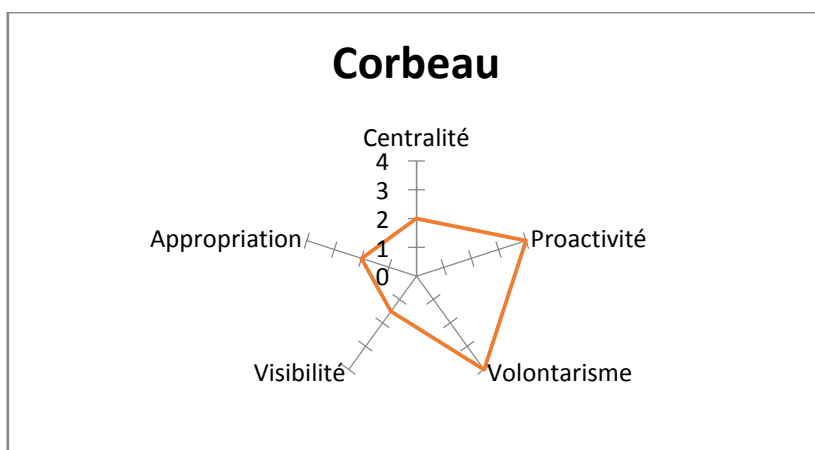 Corbeau
Centralité
4
3
2
1
0
Appropriation
Proactivité
Visibilité
Volontarisme